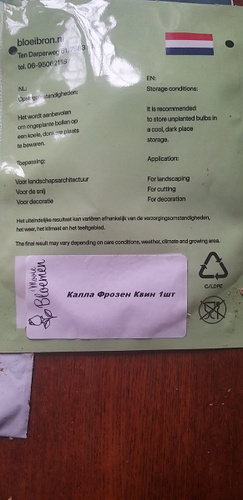 bloeibron.nl
Ten Darperweg
tel. 06-95062119
NL:
Opslagomstandigheden:
Het wordt aanbevolen
om ongeplante bollen op
een koele, donkere plaats
te bewaren.
Toepassing:
Voor landschapsarchitectuur
Voor de snij
Voor decoratie
EN:
Storage conditions:
It is recommended
to store unplanted bulbs in
a cool, dark place
storage.
Application:
For landscaping
For cutting
For decoration
Het uiteindelijke resultaat kan variëren afhankelijk van de verzorgingsomstandigheden,
het weer, het klimaat en het teeltgebied.
The final result may vary depending on care conditions, weather, climate and growing area.
Mooie
Bloemen
Калла Фрозен Квин 1шт
C/LDPE